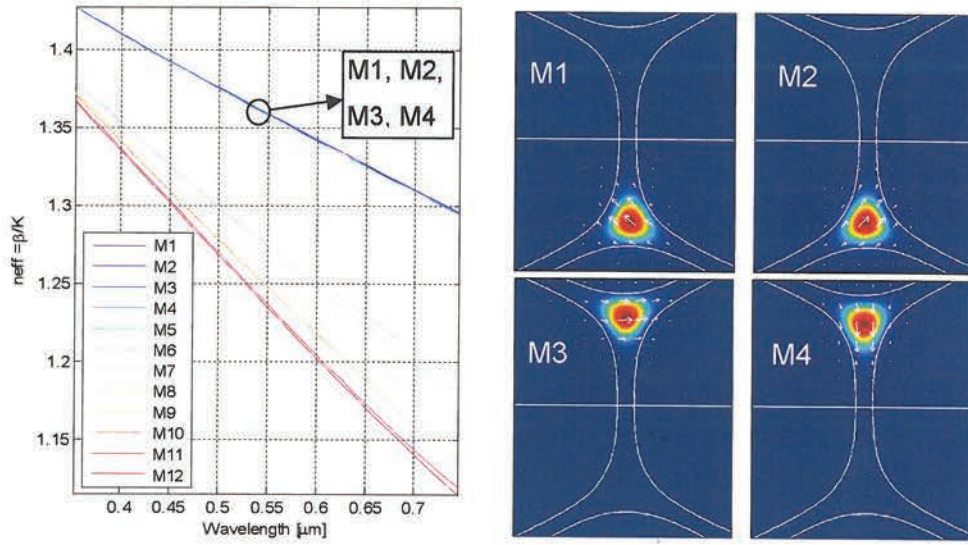 1.4
1.35
1.3
1.25
1.2
1.15
neff =β/K
M1, M2,
M3, M4
M1
M2
M3
M4
M5
M6
M7
M8
M9
M10
M11
M12
0.4 0.45 0.5 0.55 0.6 0.65 0.7
Wavelength [μm]
M1
M2
M3
M4